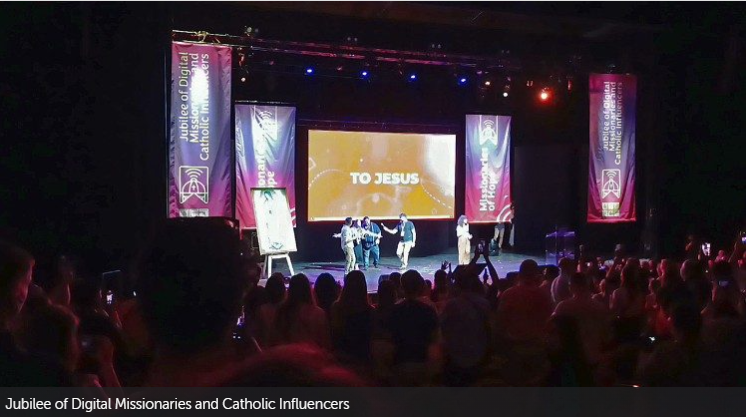 Jubilee of Digital
Missionaries and
Catholic Influencers
TO JESUS
Missionaries
of Hope
Jubilee of Digital
Missionaries and
Catholic Influencers
Jubilee of Digital Missionaries and Catholic Influencers